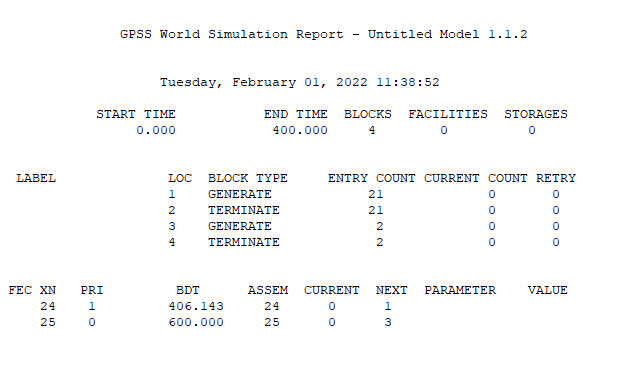 GPSS World Simulation Report - Untitled Model 1.1.2
Tuesday, February 01, 2022 11:38:52
START TIME END TIME BLOCKS FACILITIES STORAGES
0.000 400.000 4 0 0
LABEL LOC BLOCK TYPE ENTRY COUNT CURRENT COUNT RETRY
1 GENERATE 21 0 0
2 TERMINATE 21 0 0
3 GENERATE 2 0 0
4 TERMINATE 2 0 0
FEC XN PRI BDT ASSEM CURRENT NEXT PARAMETER VALUE
24 1 406.143 24 0 1
25 0 600.000 25 0 3